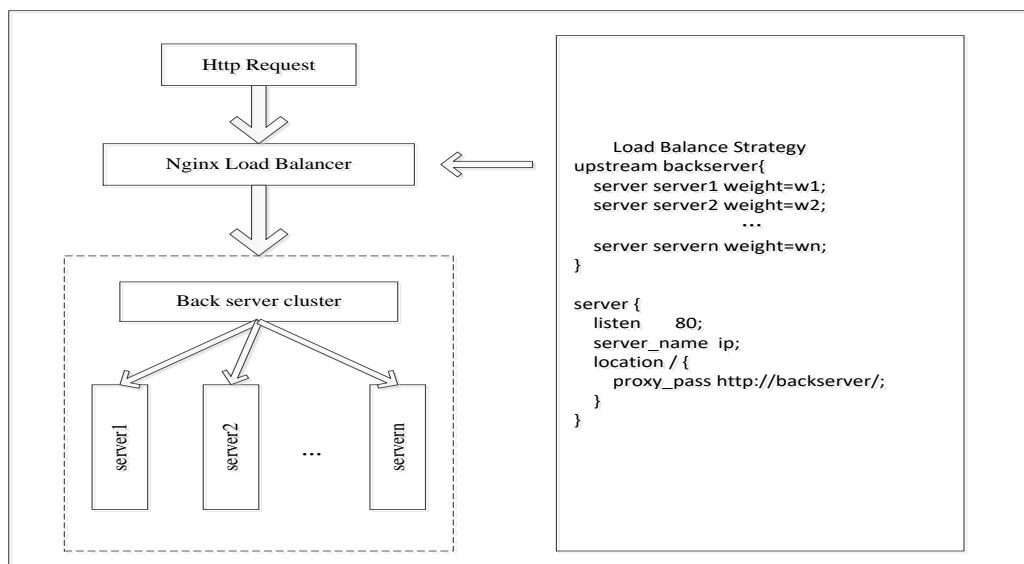 Http Request
Nginx Load Balancer
Back server cluster
server1
server2
...
servern
Load Balance Strategy
upstream backserver{
server server1 weight=w1;
server server2 weight=w2;
...
server servern weight=wn;
}
server {
listen 80;
server_name ip;
location / {
proxy_pass http://backserver/;
}
}